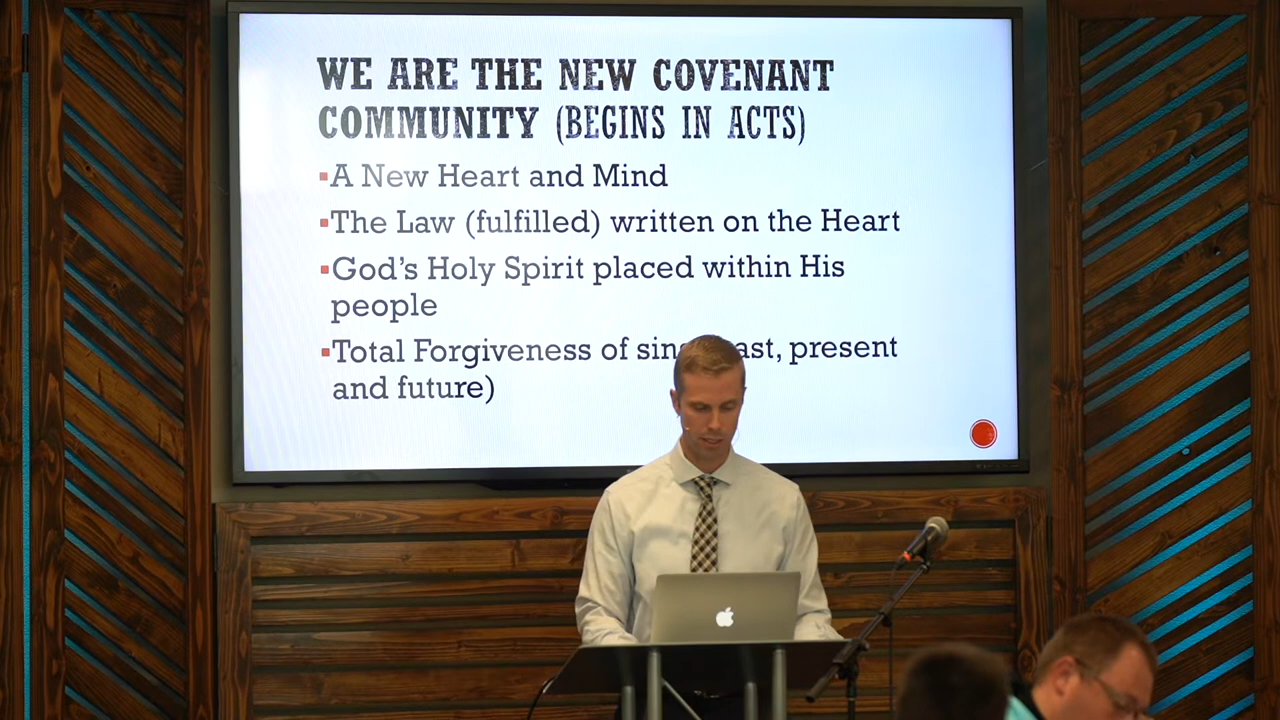 WE ARE THE NEW COVENANT
COMMUNITY (BEGINS IN ACTS)
▪A New Heart and Mind
▪The Law (fulfilled) written on the Heart
▪God's Holy Spirit placed within His
people
▪Total Forgiveness of present
and future)